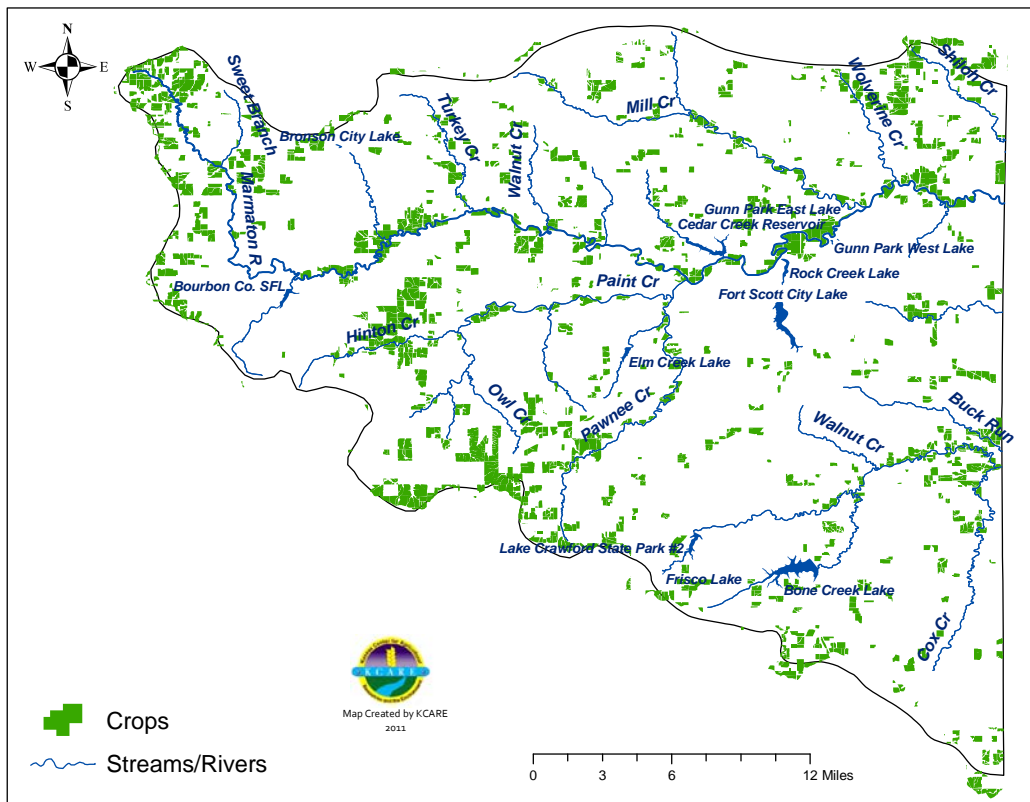 N
W E
S
Sweet Branch
Bronson City Lake
Turkey Cr
Walnut Cr
Mill Cr
Wolverine Cr
Shiloh Cr
Marmaton R
Gunn Park East Lake
Cedar Creek Reservoir
Gunn Park West Lake
Rock Creek Lake
Fort Scott City Lake
Bourbon Co. SFL
Paint Cr
Hinton Cr
Elm Creek Lake
Owl Cr
Pawnee Cr
Walnut Cr
Buck Run
Lake Crawford State Park #2
Frisco Lake
Bone Creek Lake
Cox Cr
KCARE
Map Created by KCARE
2011
Crops
Streams/Rivers
0 3 6 12 Miles